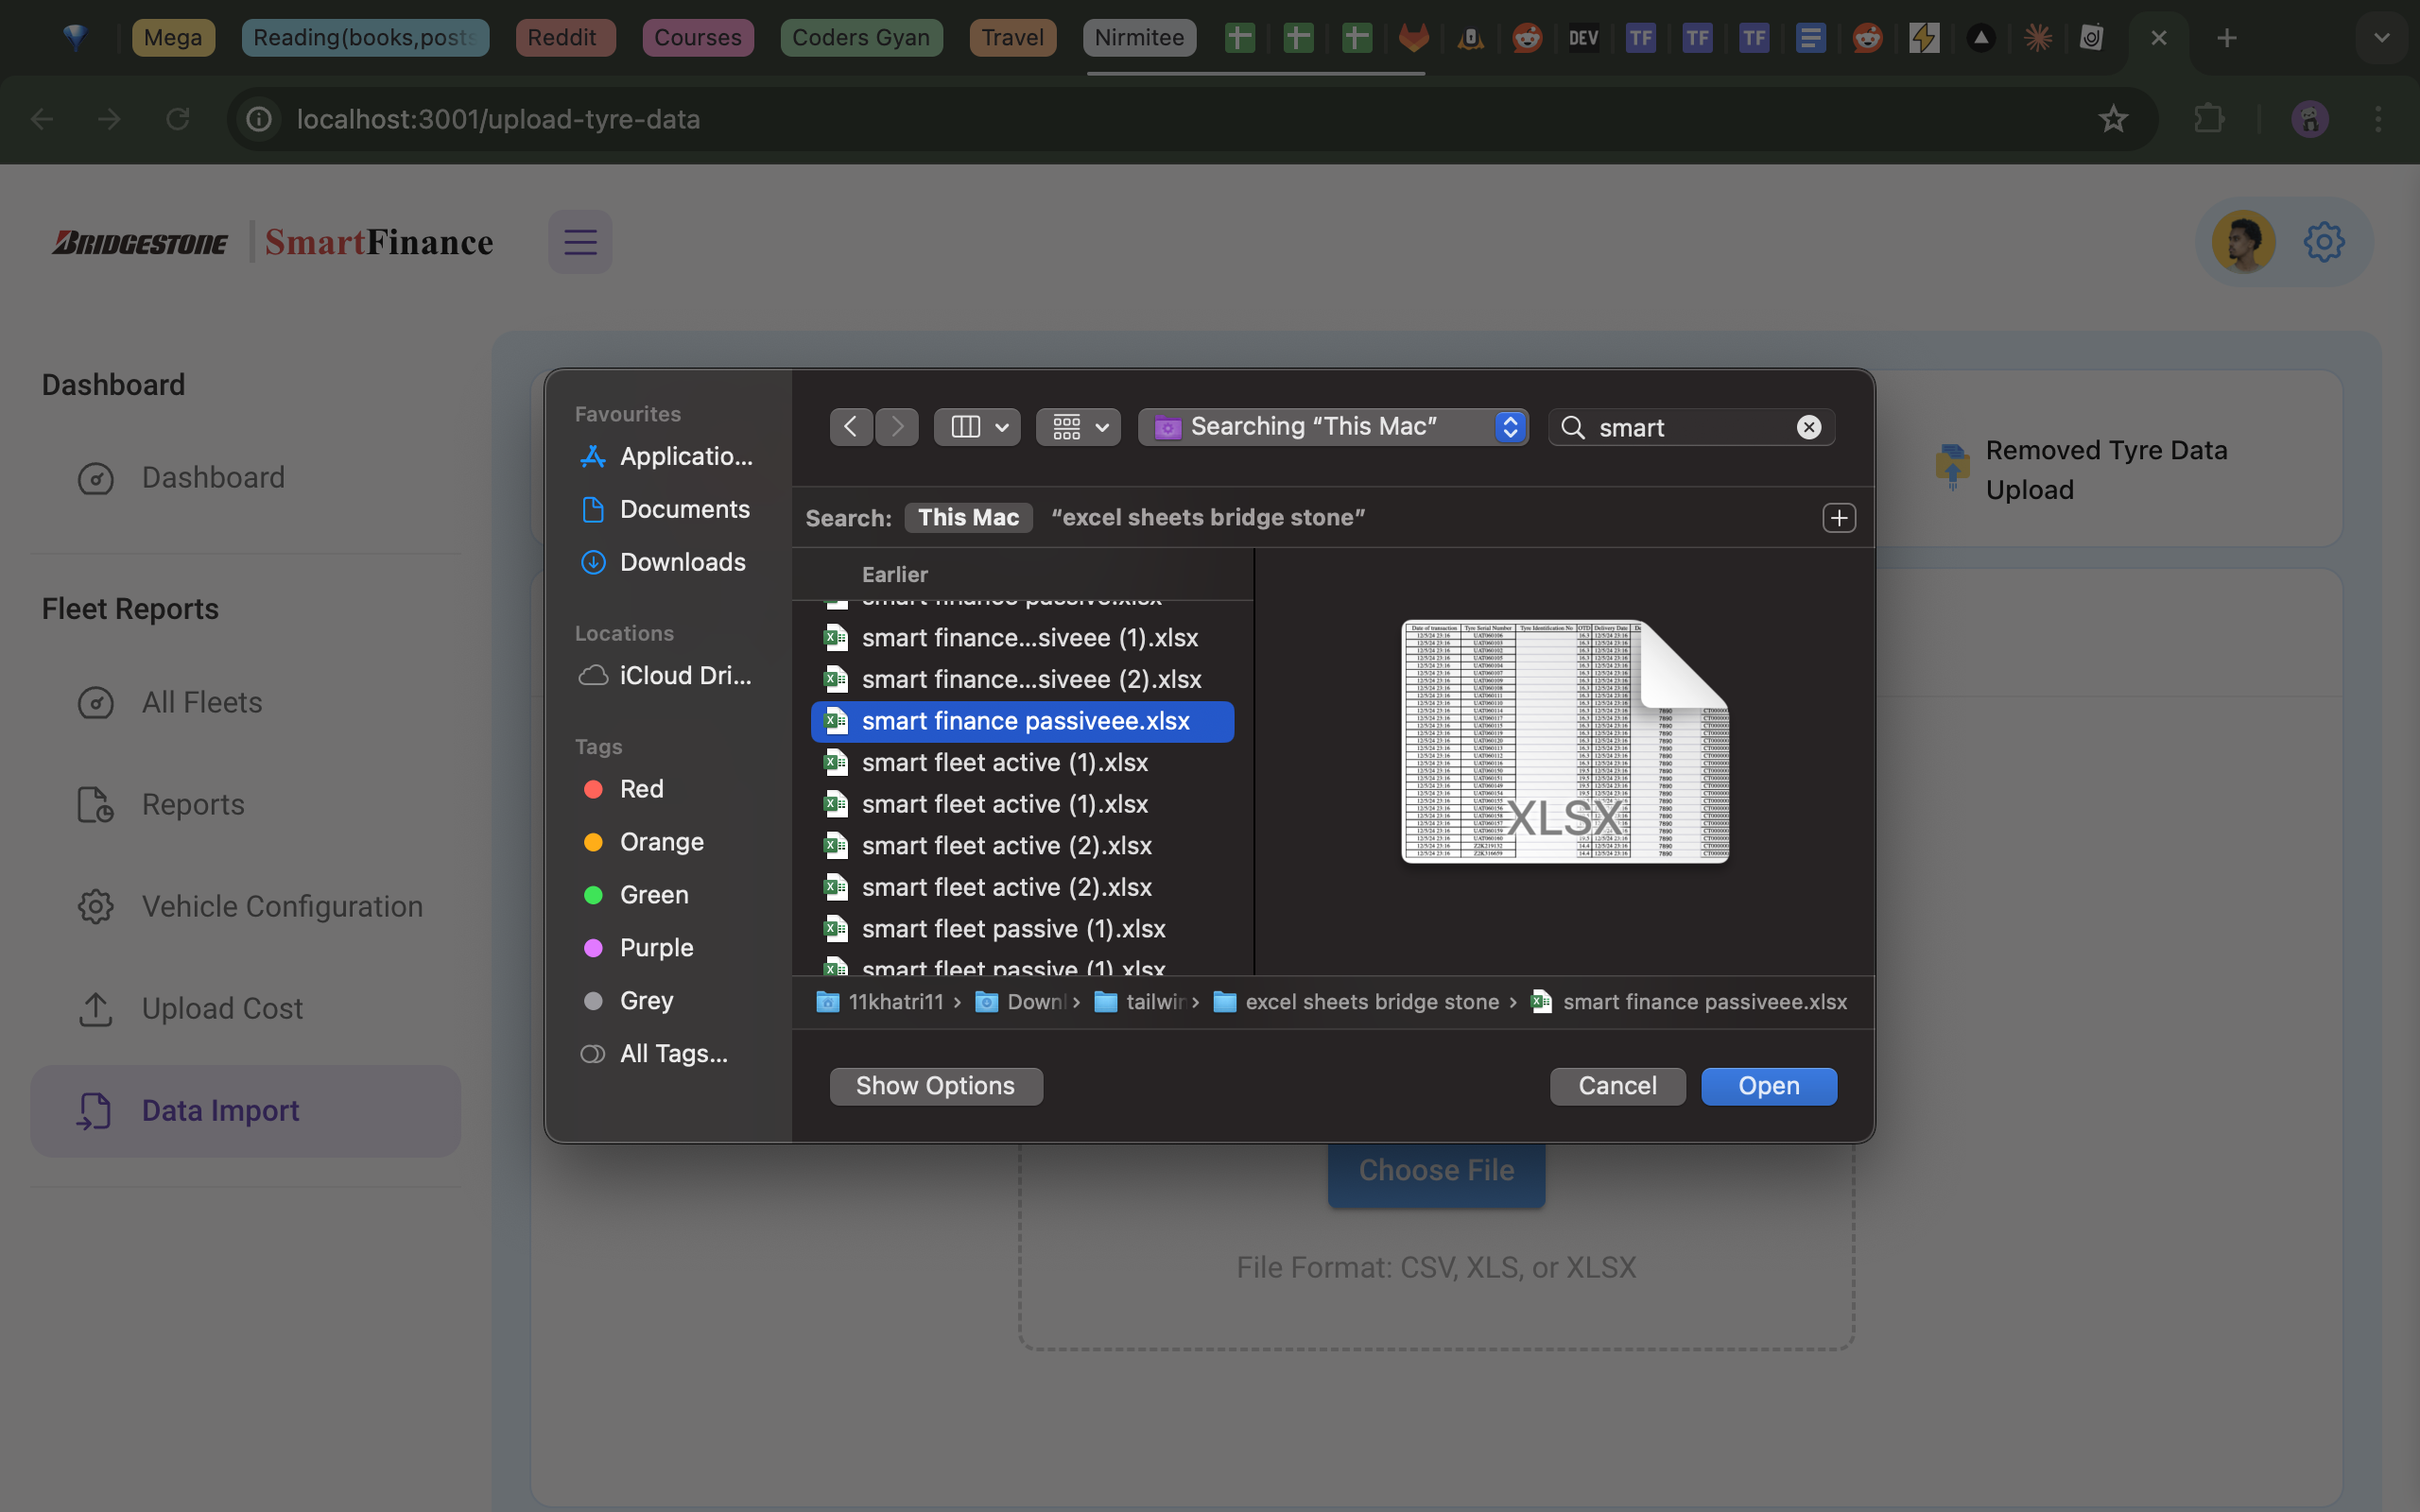 Mega
Reading(books,posts
Reddit
Courses
Coders Gyan
Travel
Nirmitee
DEV
TF
TF
TF
localhost:3001/upload-tyre-data
BRIDGESTONE
SmartFinance
Dashboard
Dashboard
Fleet Reports
All Fleets
Reports
Vehicle Configuration
Upload Cost
Data Import
Favourites
Applicatio...
Documents
Downloads
Locations
iCloud Dri...
Tags
Red
Orange
Green
Purple
Grey
All Tags...
Searching “This Mac”
smart
Search:
This Mac
“excel sheets bridge stone”
Earlier
smart finance passive.xlsx
smart finance...siveee (1).xlsx
smart finance...siveee (2).xlsx
smart finance passiveee.xlsx
smart fleet active (1).xlsx
smart fleet active (1).xlsx
smart fleet active (2).xlsx
smart fleet active (2).xlsx
smart fleet passive (1).xlsx
smart fleet passive (1).xlsx
XLSX
11khatri11 › Downl › tailwin › excel sheets bridge stone › smart finance passiveee.xlsx
Show Options
Cancel
Open
Removed Tyre Data
Upload
Choose File
File Format: CSV, XLS, or XLSX